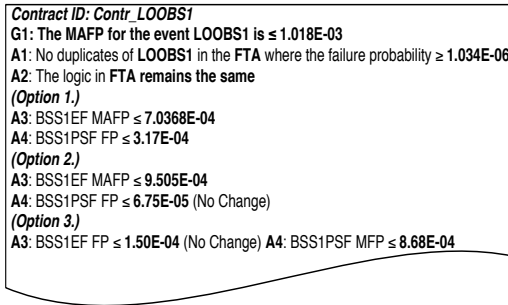 Contract ID: Contr_LOOBS1
G1: The MAFP for the event LOOBS1 is ≤ 1.018E-03
A1: No duplicates of LOOBS1 in the FTA where the failure probability ≥ 1.034E-06
A2: The logic in FTA remains the same
(Option 1.)
A3: BSS1EF MAFP ≤ 7.0368E-04
A4: BSS1PSF FP ≤ 3.17E-04
(Option 2.)
A3: BSS1EF MAFP ≤ 9.505E-04
A4: BSS1PSF FP ≤ 6.75E-05 (No Change)
(Option 3.)
A3: BSS1EF FP ≤ 1.50E-04 (No Change) A4: BSS1PSF MFP ≤ 8.68E-04